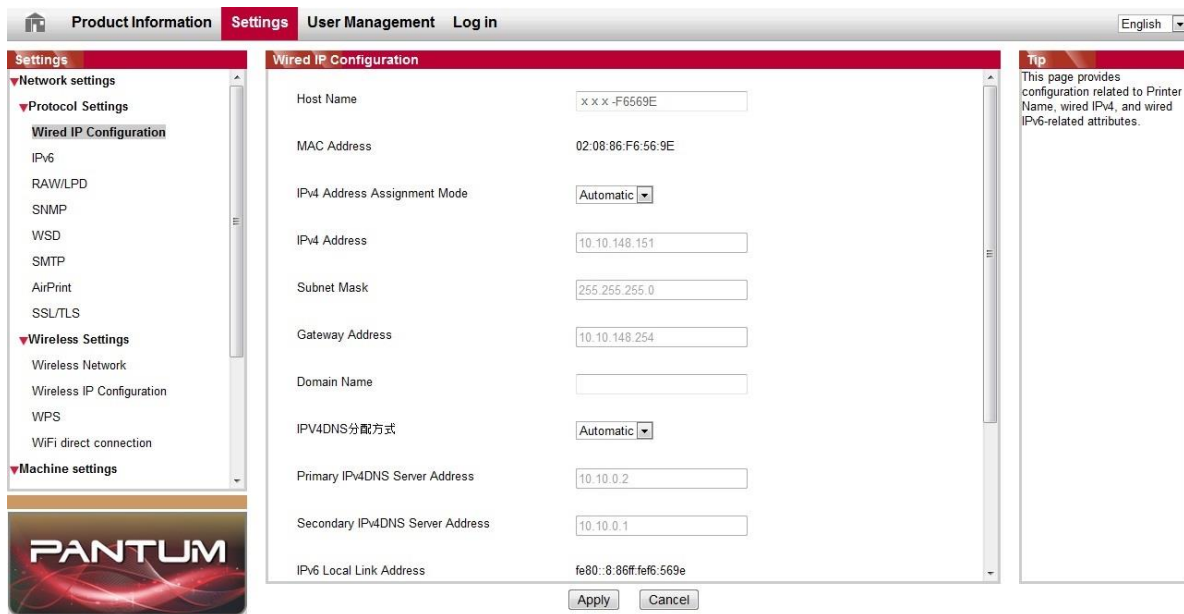 Product Information Settings User Management Log in English
Settings
Network settings
Protocol Settings
Wired IP Configuration
IPv6
RAW/LPD
SNMP
WSD
SMTP
AirPrint
SSL/TLS
Wireless Settings
Wireless Network
Wireless IP Configuration
WPS
WiFi direct connection
Machine settings
PANTUM
Wired IP Configuration
Host Name x x x -F6569E
MAC Address 02:08:86:F6:56:9E
IPv4 Address Assignment Mode Automatic
IPv4 Address 10.10.148.151
Subnet Mask 255.255.255.0
Gateway Address 10.10.148.254
Domain Name
IPV4DNS分配方式 Automatic
Primary IPv4DNS Server Address 10.10.0.2
Secondary IPv4DNS Server Address 10.10.0.1
IPv6 Local Link Address fe80::8:86ff:fef6:569e
Apply Cancel
Tip
This page provides
configuration related to Printer
Name, wired IPv4, and wired
IPv6-related attributes.